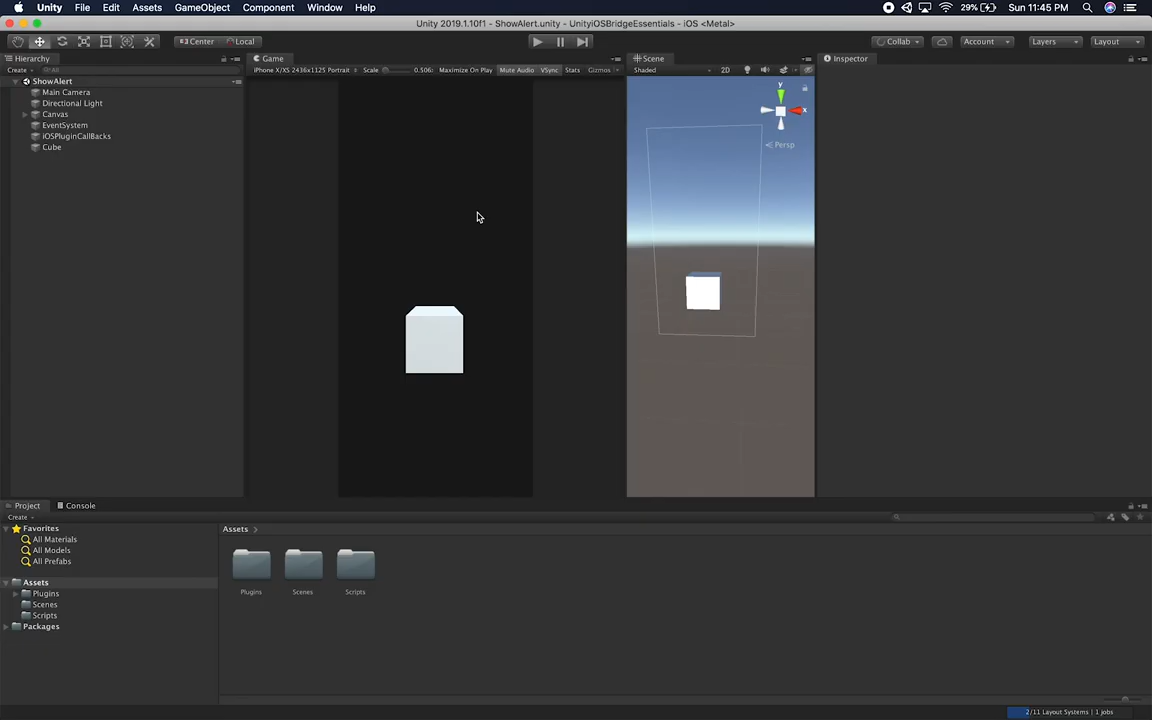 Unity File Edit Assets GameObject Component Window Help 29% Sun 11:45 PM
Unity 2019.1.10f1 - ShowAlert.unity - UnityiOSBridgeEssentials - iOS <Metal>
Center Local Collab Account Layers Layout
Hierarchy Game Scene Inspector
Create All iPhone X/XS 2436x1125 Portrait Scale 0.506x Maximize On Play Mute Audio VSync Stats Gizmos Shaded 2D
ShowAlert
Main Camera
Directional Light
Canvas
EventSystem
iOSPluginCallBacks
Cube
y
x
Persp
Project Console
Create
Favorites
All Materials
All Models
All Prefabs
Assets
Plugins
Scenes
Scripts
Packages
Assets
Plugins Scenes Scripts
2/11 Layout Systems | 1 jobs